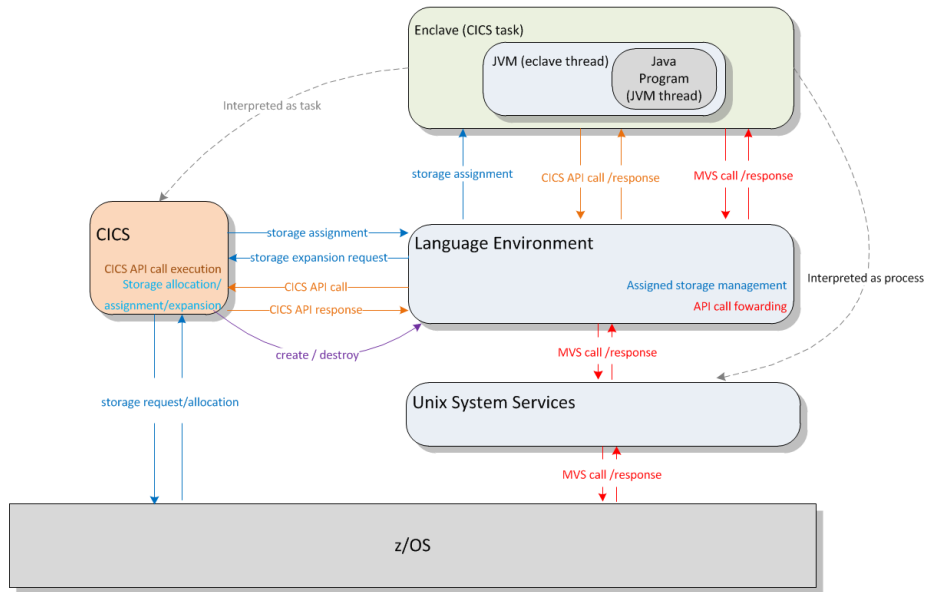 Enclave (CICS task)
JVM (eclave thread)
Java
Program
(JVM thread)
Interpreted as task
storage assignment
CICS API call /response
MVS call /response
CICS
CICS API call execution
Storage allocation/
assignment/expansion
storage assignment
storage expansion request
CICS API call
CICS API response
create / destroy
Language Environment
Assigned storage management
API call fowarding
Interpreted as process
MVS call /response
storage request/allocation
Unix System Services
MVS call /response
z/OS